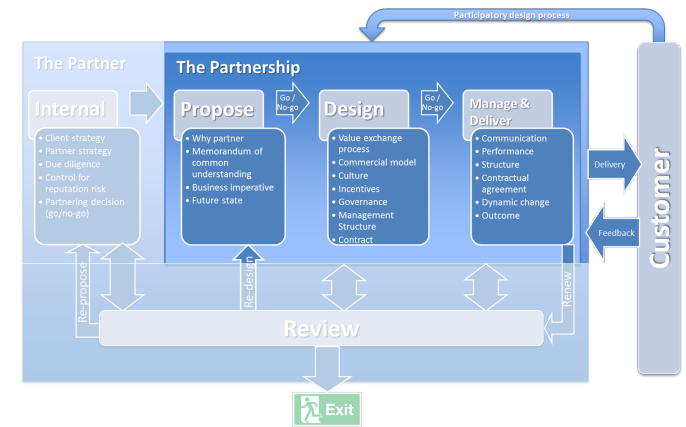 Participatory design process
The Partner
The Partnership
Internal
• Client strategy
• Partner strategy
• Due diligence
• Control for
reputation risk
• Partnering decision
(go/no-go)
Propose
• Why partner
• Memorandum of
common
understanding
• Business imperative
• Future state
Go /
No-go
Design
• Value exchange
process
• Commercial model
• Culture
• Incentives
• Governance
• Management
Structure
• Contract
Go /
No-go
Manage &
Deliver
• Communication
• Performance
• Structure
• Contractual
agreement
• Dynamic change
• Outcome
Delivery
Feedback
Customer
Re-propose
Re-design
Renew
Review
Exit